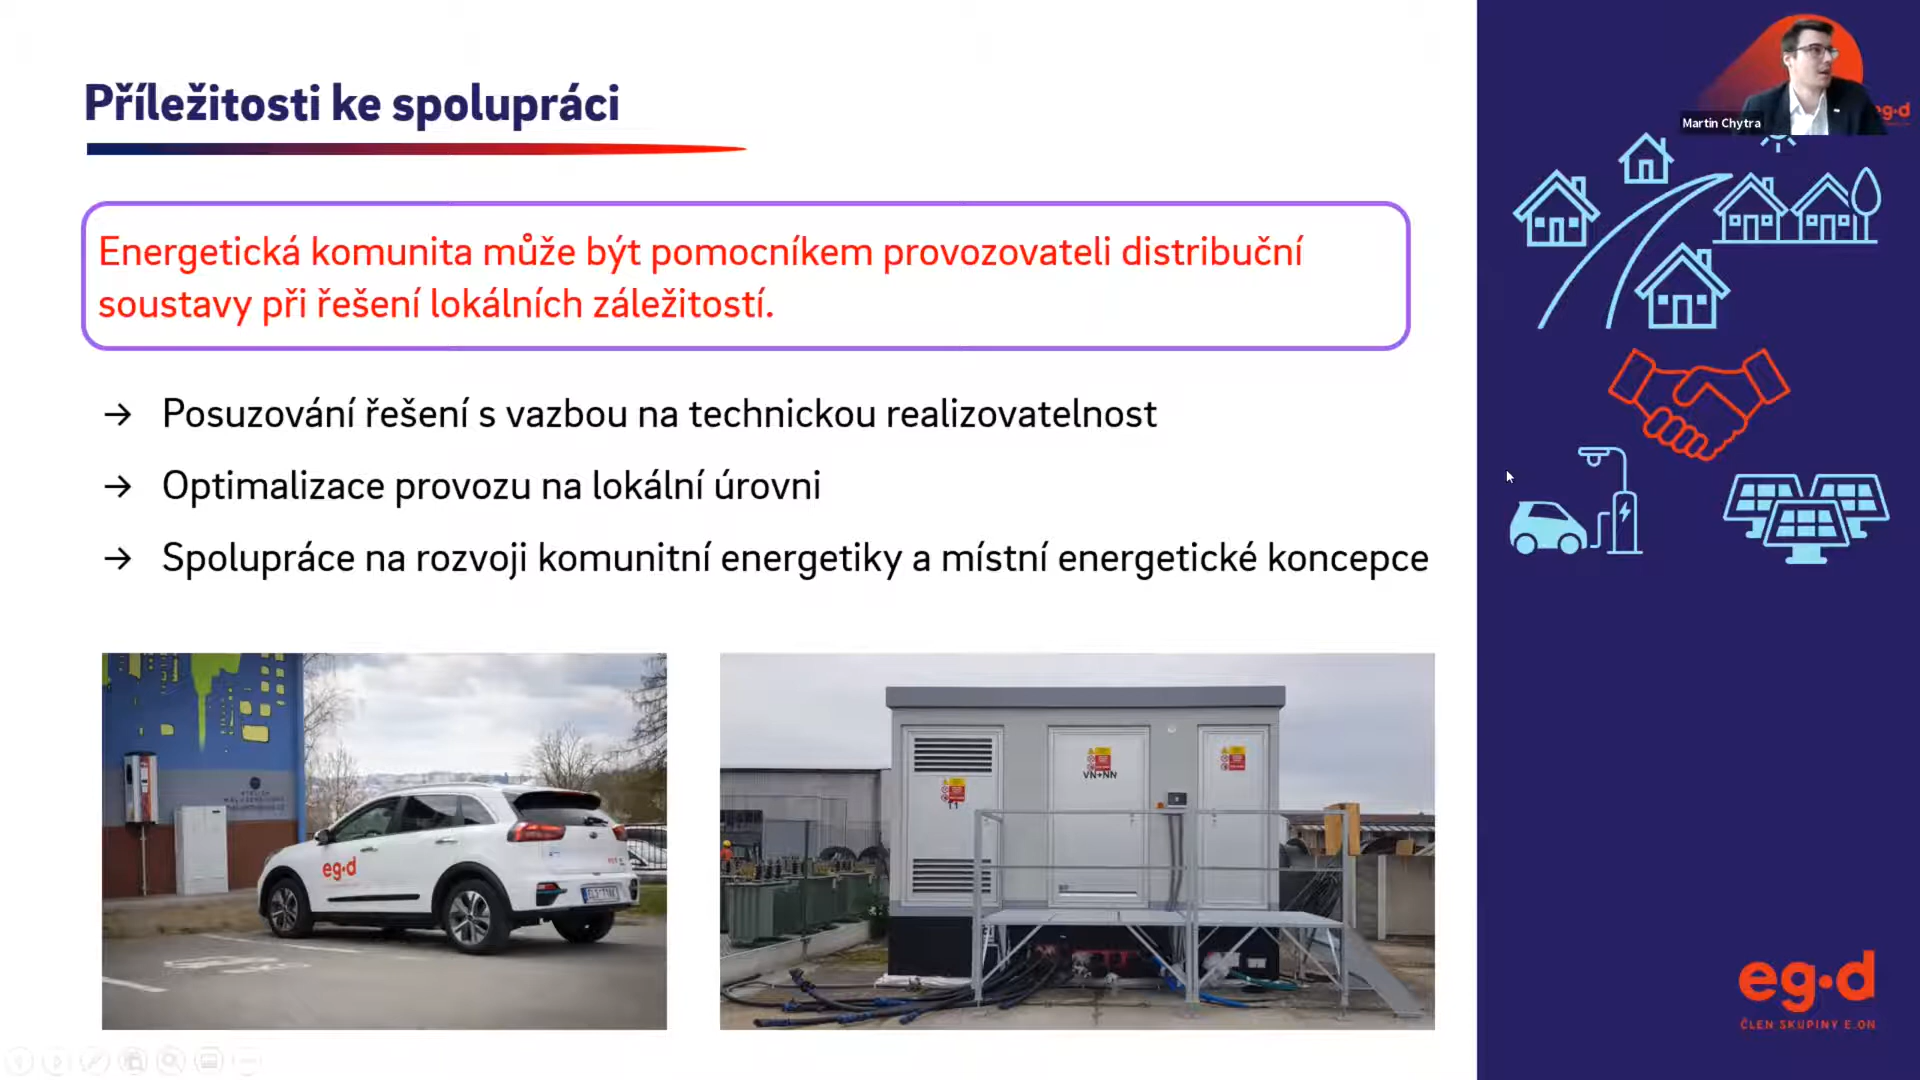 Příležitosti ke spolupráci
Energetická komunita může být pomocníkem provozovateli distribuční
soustavy při řešení lokálních záležitostí.
→ Posuzování řešení s vazbou na technickou realizovatelnost
→ Optimalizace provozu na lokální úrovni
→ Spolupráce na rozvoji komunitní energetiky a místní energetické koncepce
Martin Chytra
eg·d
VN+NN
eg·d
ČLEN SKUPINY E.ON